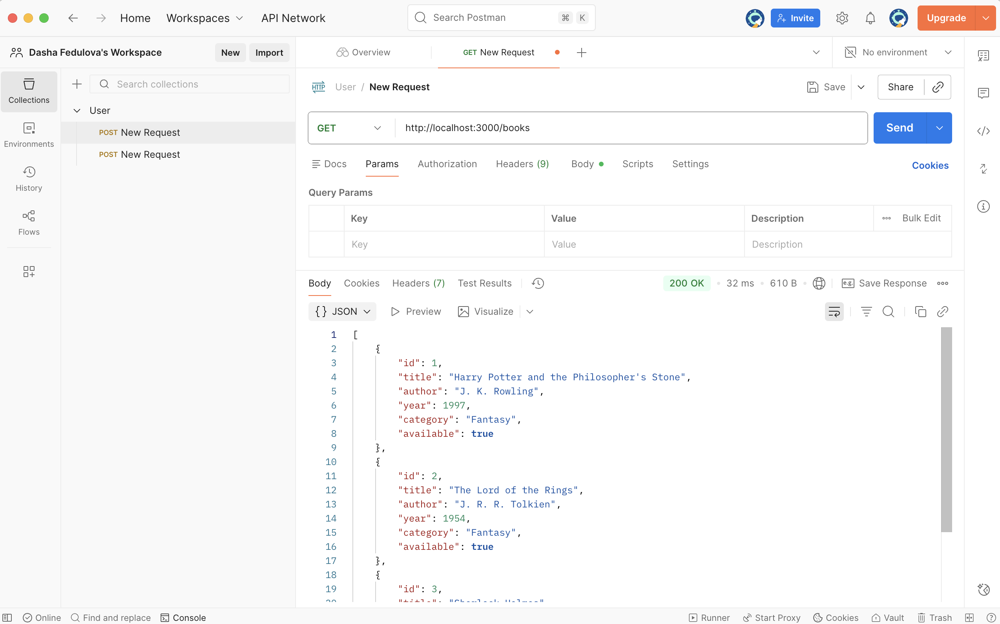 Home Workspaces API Network Search Postman ⌘ K Invite Upgrade
Dasha Fedulova's Workspace New Import
Overview GET New Request No environment
Collections
Environments
History
Flows
Search collections
User
POST New Request
POST New Request
HTTP User / New Request Save Share
GET http://localhost:3000/books Send
Docs Params Authorization Headers (9) Body Scripts Settings Cookies
Query Params
Key Value Description Bulk Edit
Key Value Description
Body Cookies Headers (7) Test Results 200 OK • 32 ms • 610 B • e.g. Save Response
{} JSON Preview Visualize
1 [
2 {
3 "id": 1,
4 "title": "Harry Potter and the Philosopher's Stone",
5 "author": "J. K. Rowling",
6 "year": 1997,
7 "category": "Fantasy",
8 "available": true
9 },
10 {
11 "id": 2,
12 "title": "The Lord of the Rings",
13 "author": "J. R. R. Tolkien",
14 "year": 1954,
15 "category": "Fantasy",
16 "available": true
17 },
18 {
19 "id": 3,
20 "title": "Sherlock Holmes"
Online Find and replace Console Runner Start Proxy Cookies Vault Trash